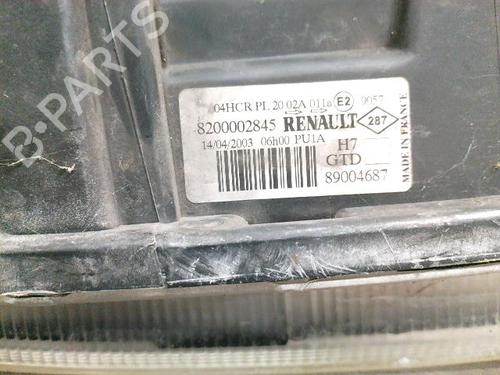 04HCR PL 20 02A 011a E2 9957
8200002845 RENAULT 287
14/04/2003 06h00 PU1A H7
GTD
89004687
MADE IN FRANCE
B-PARTS